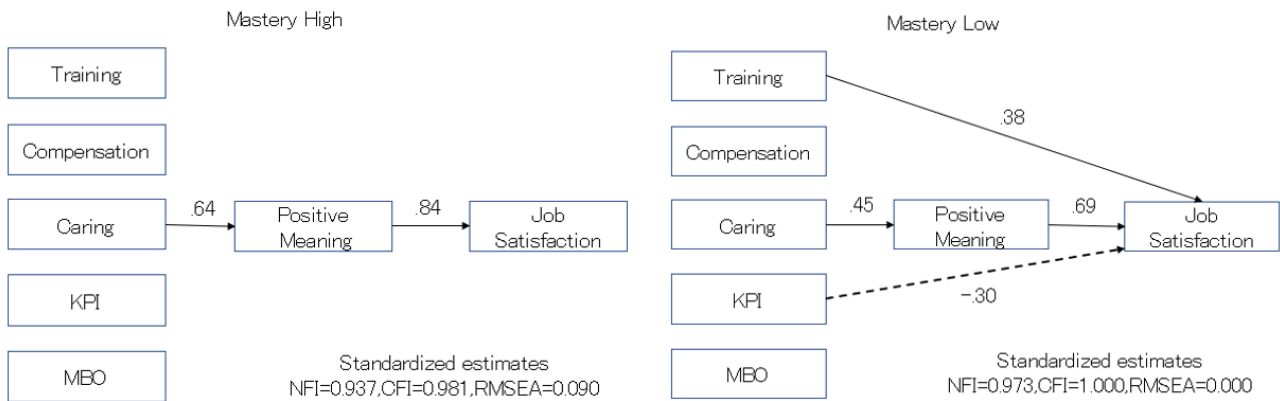 Mastery High
Training
Compensation
Caring
.64
Positive
Meaning
.84
Job
Satisfaction
KPI
MBO
Standardized estimates
NFI=0.937,CFI=0.981,RMSEA=0.090
Mastery Low
Training
.38
Compensation
Caring
.45
Positive
Meaning
.69
Job
Satisfaction
KPI
-.30
MBO
Standardized estimates
NFI=0.973,CFI=1.000,RMSEA=0.000